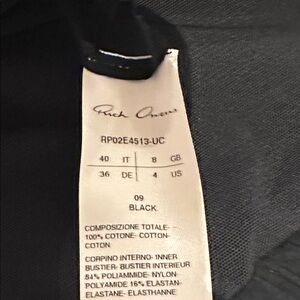 Rick Owens
RP02E4513-UC
40 IT 8 GB
36 DE 4 US
09
BLACK
COMPOSIZIONE TOTALE-
100% COTONE- COTTON-
COTON
CORPINO INTERNO- INNER
BUSTIER- BUSTIER INTERIEUR
84% POLIAMMIDE- NYLON-
POLYAMIDE 16% ELASTAN-
ELASTANE- ELASTHANNE